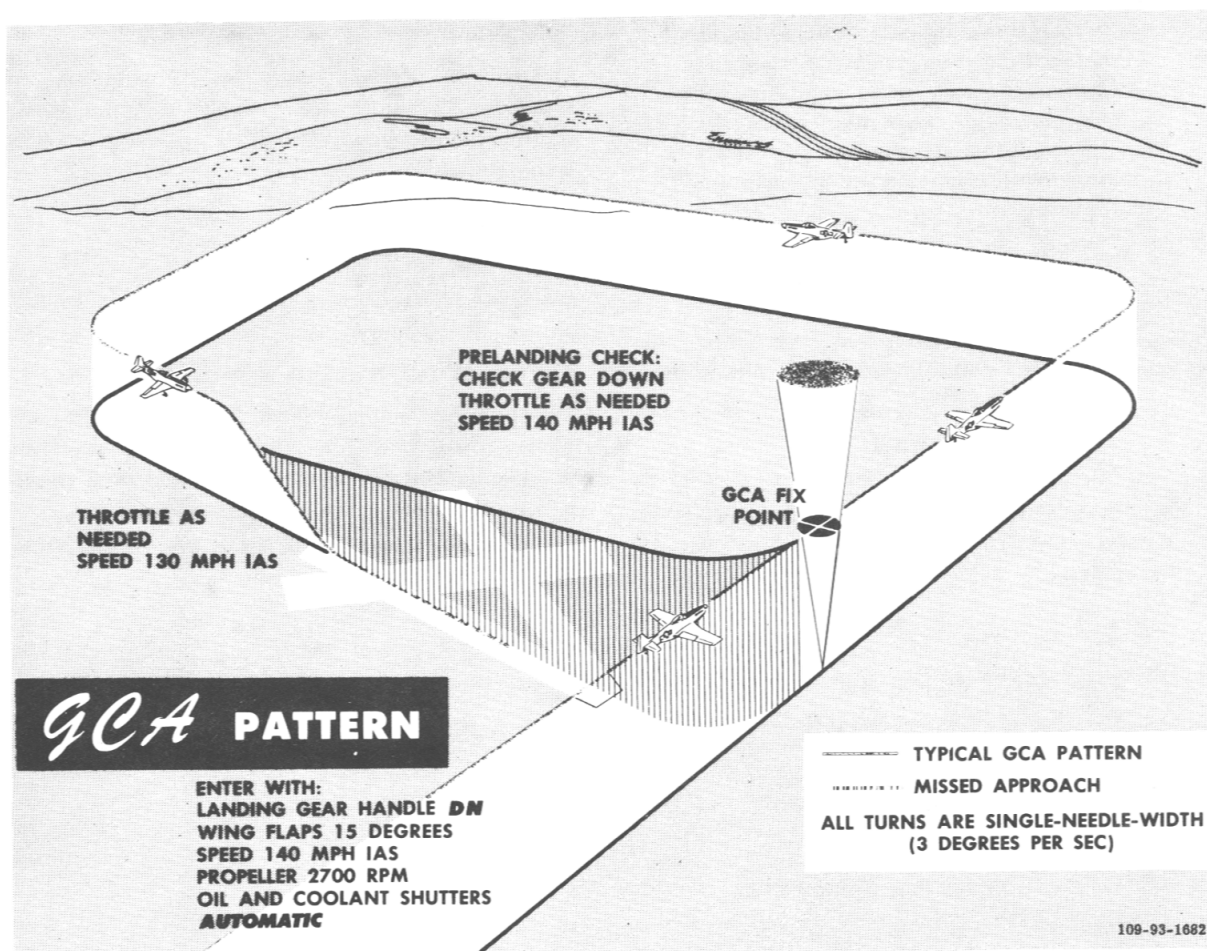 PRELANDING CHECK:
CHECK GEAR DOWN
THROTTLE AS NEEDED
SPEED 140 MPH IAS
GCA FIX
POINT
THROTTLE AS
NEEDED
SPEED 130 MPH IAS
GCA PATTERN
ENTER WITH:
LANDING GEAR HANDLE DN
WING FLAPS 15 DEGREES
SPEED 140 MPH IAS
PROPELLER 2700 RPM
OIL AND COOLANT SHUTTERS
AUTOMATIC
TYPICAL GCA PATTERN
MISSED APPROACH
ALL TURNS ARE SINGLE-NEEDLE-WIDTH
(3 DEGREES PER SEC)
109-93-1682